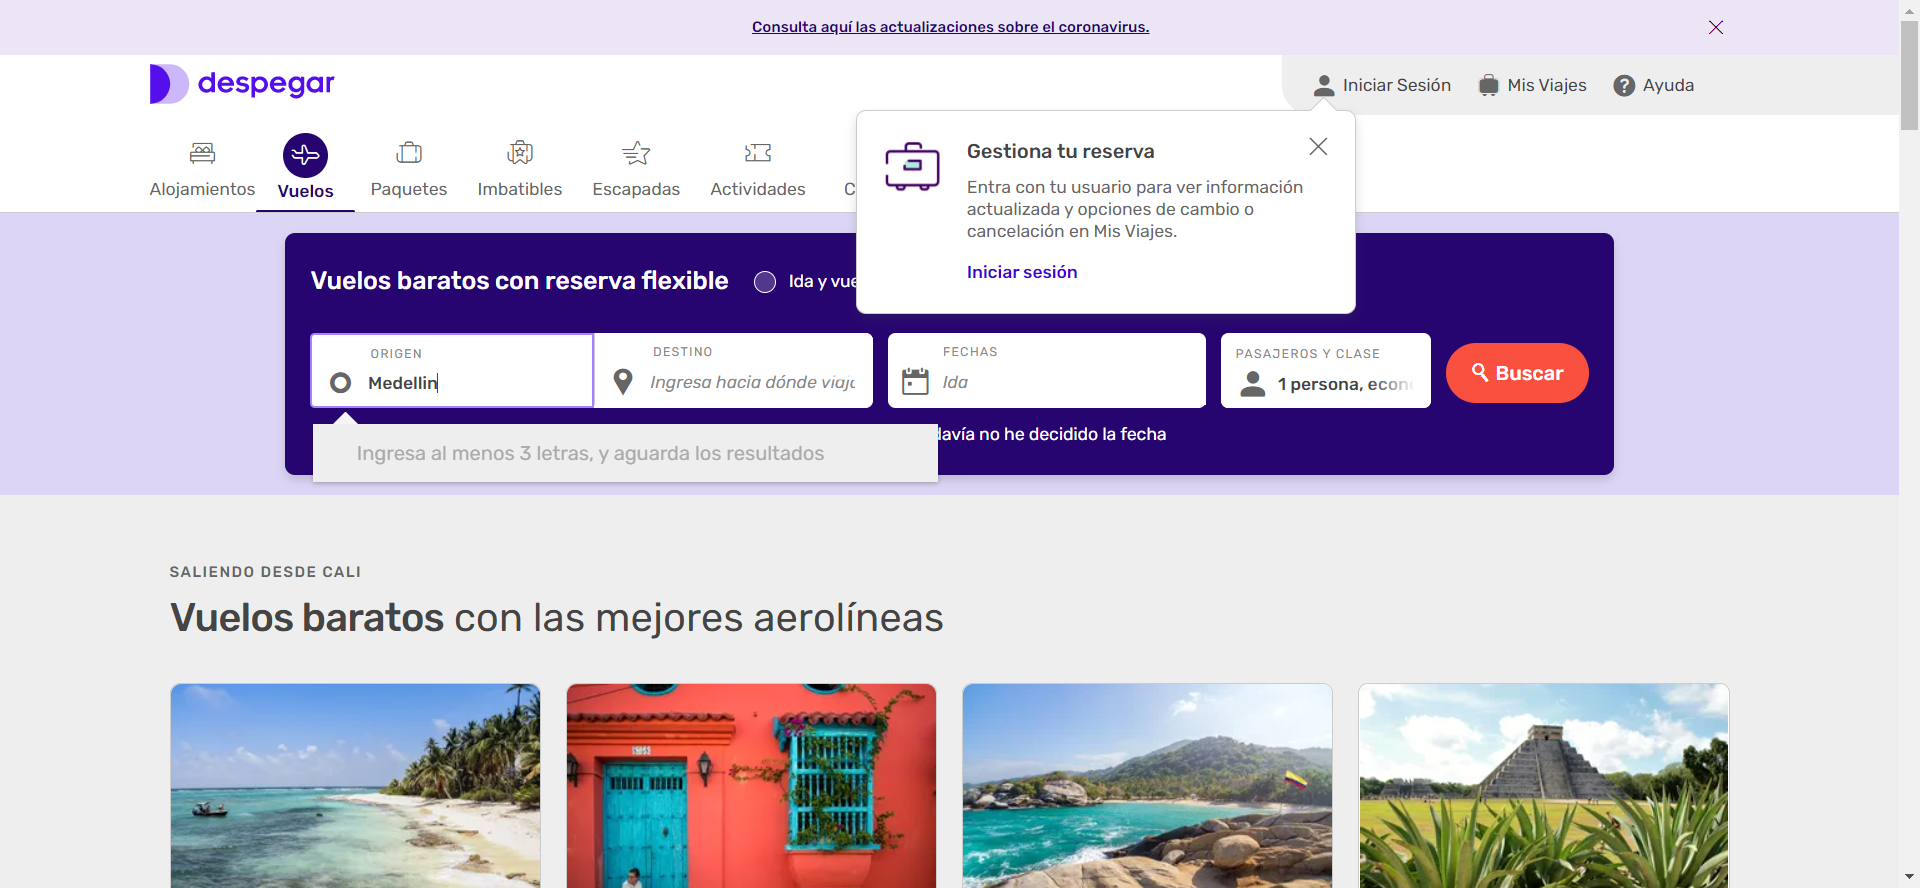 Consulta aquí las actualizaciones sobre el coronavirus.
despegar
Iniciar Sesión
Mis Viajes
Ayuda
Alojamientos
Vuelos
Paquetes
Imbatibles
Escapadas
Actividades
C
Gestiona tu reserva
Entra con tu usuario para ver información
actualizada y opciones de cambio o
cancelación en Mis Viajes.
Iniciar sesión
Vuelos baratos con reserva flexible
Ida y vue
ORIGEN
Medellin
DESTINO
Ingresa hacia dónde viaja
FECHAS
Ida
PASAJEROS Y CLASE
1 persona, econ
Buscar
Ingresa al menos 3 letras, y aguarda los resultados
davía no he decidido la fecha
SALIENDO DESDE CALI
Vuelos baratos con las mejores aerolíneas